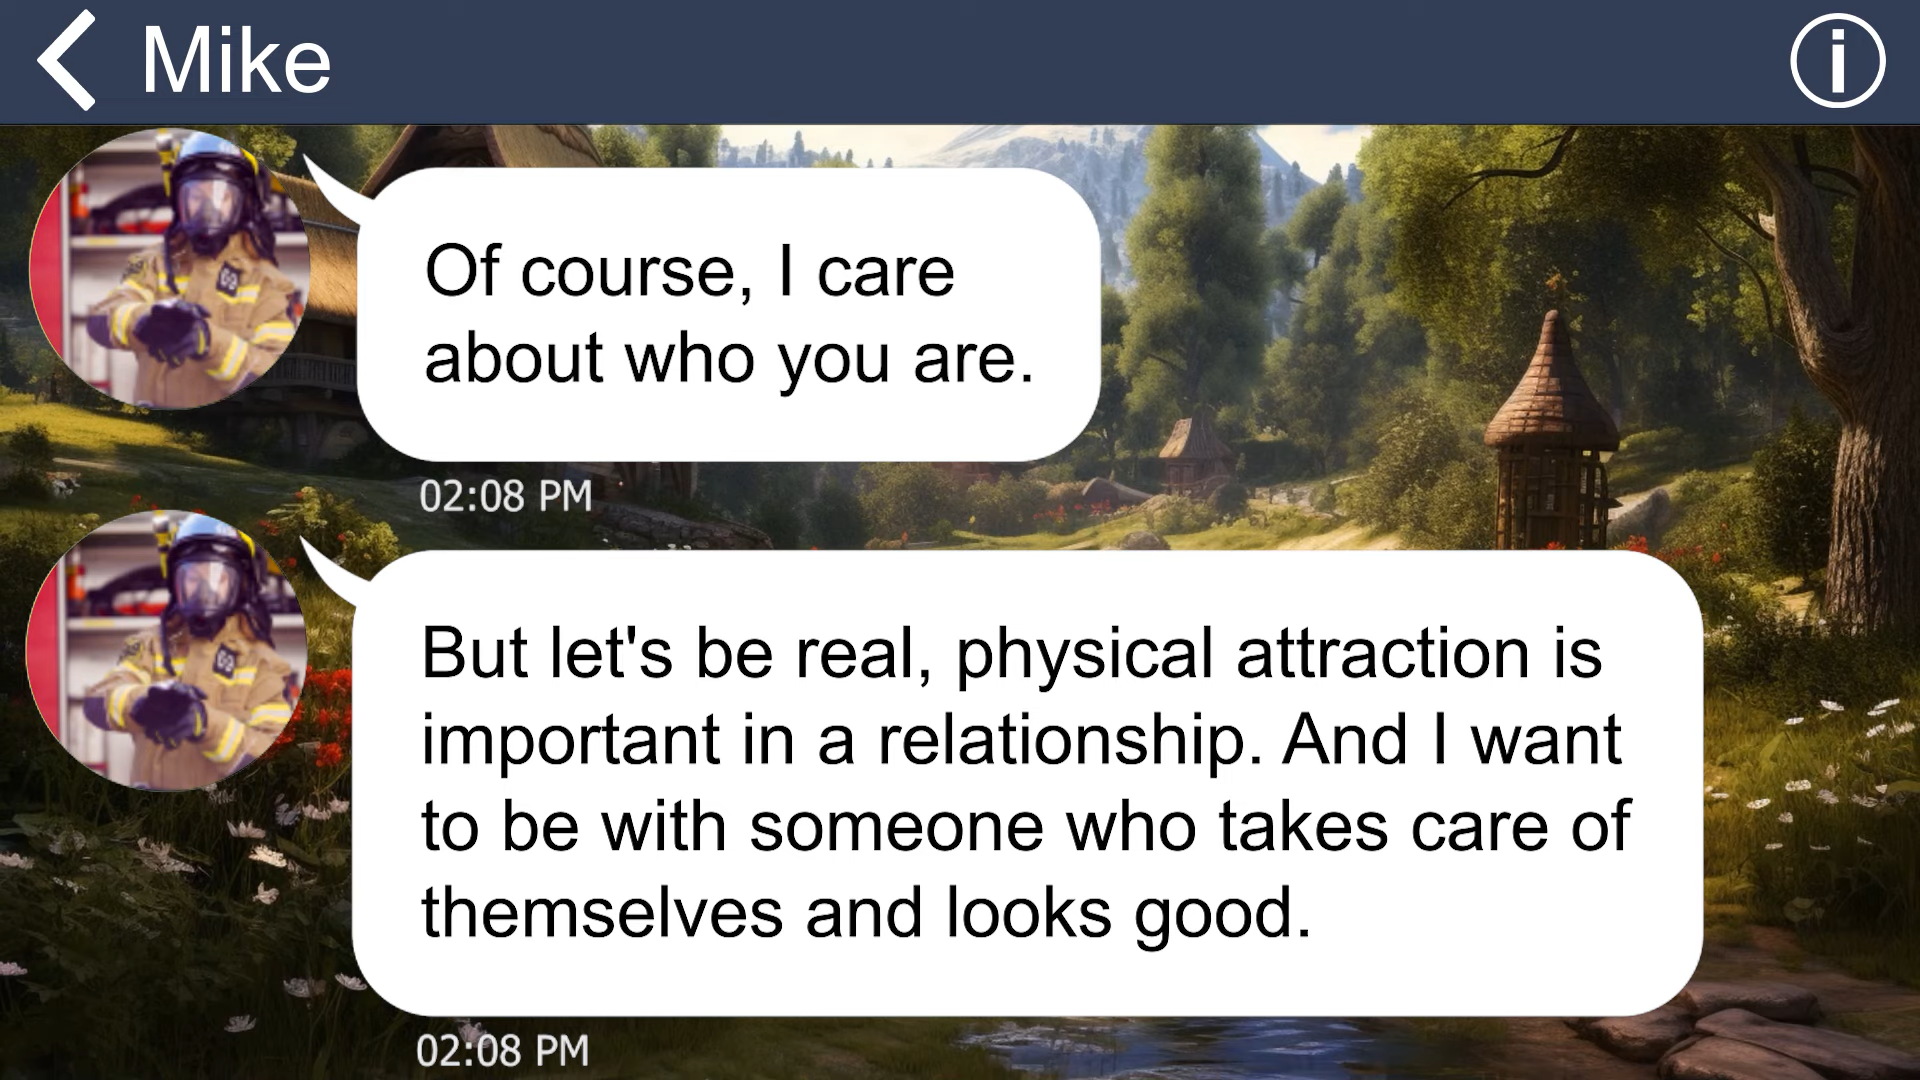 Mike
Of course, I care
about who you are.
02:08 PM
But let's be real, physical attraction is
important in a relationship. And I want
to be with someone who takes care of
themselves and looks good.
02:08 PM